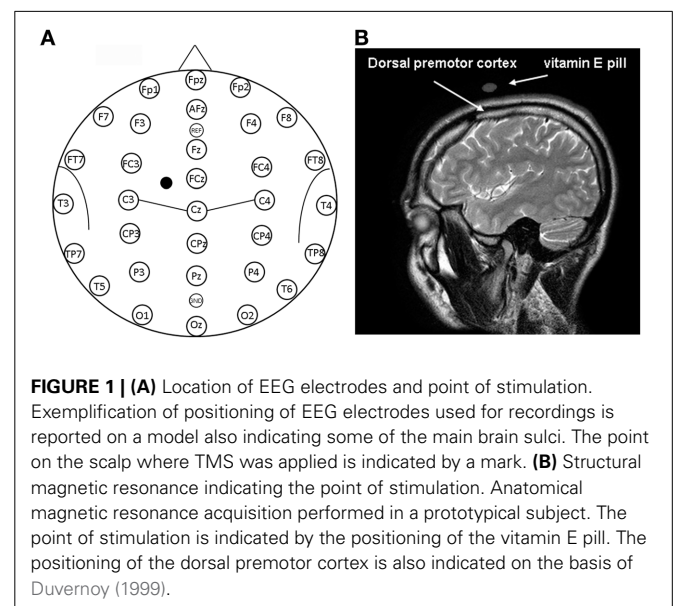 A
B
Fpz
Fp1
Fp2
AFz
F7
F3
REF
F4
F8
Fz
FT7
FC3
FCz
FC4
FT8
T3
C3
Cz
C4
T4
TP7
CP3
CPz
CP4
TP8
T5
P3
Pz
P4
T6
GND
O1
Oz
O2
Dorsal premotor cortex
vitamin E pill
FIGURE 1 | (A) Location of EEG electrodes and point of stimulation.
Exemplification of positioning of EEG electrodes used for recordings is
reported on a model also indicating some of the main brain sulci. The point
on the scalp where TMS was applied is indicated by a mark. (B) Structural
magnetic resonance indicating the point of stimulation. Anatomical
magnetic resonance acquisition performed in a prototypical subject. The
point of stimulation is indicated by the positioning of the vitamin E pill. The
positioning of the dorsal premotor cortex is also indicated on the basis of
Duvernoy (1999).